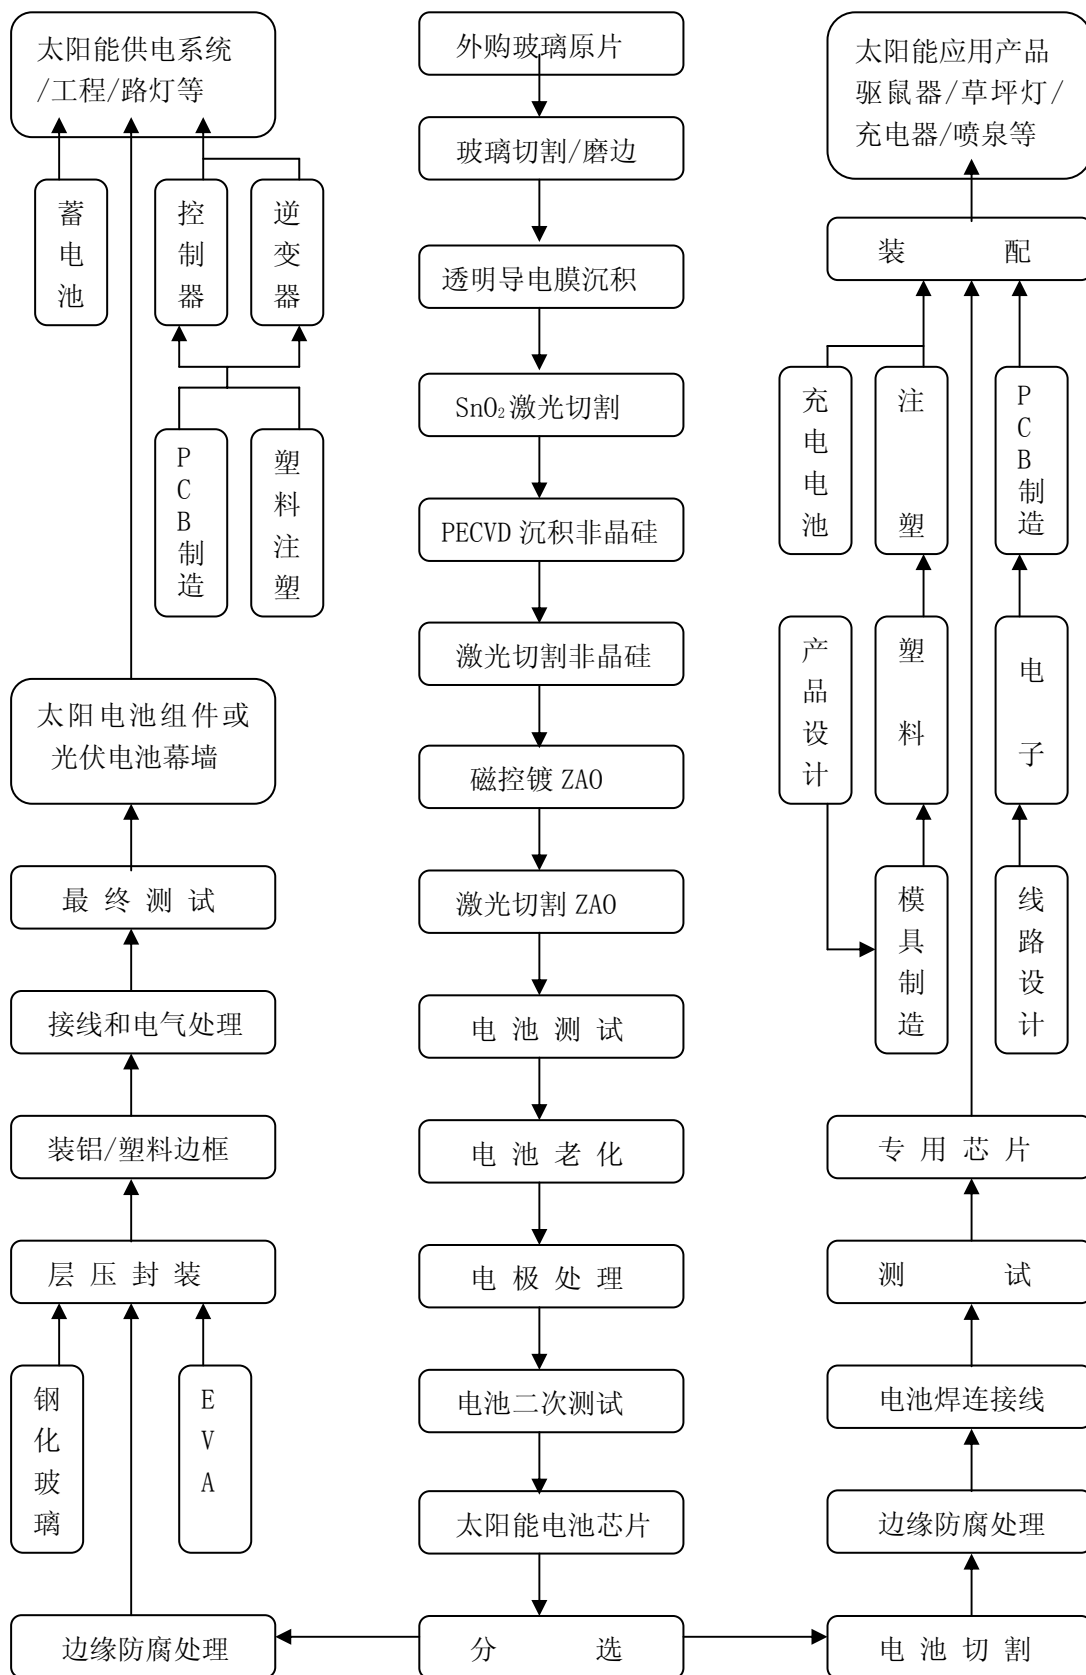 太阳能供电系统
/工程/路灯等
蓄电池
控制器
逆变器
PCB制造
塑料注塑
太阳电池组件或
光伏电池幕墙
最终测试
接线和电气处理
装铝/塑料边框
层压封装
钢化玻璃
EVA
边缘防腐处理
外购玻璃原片
玻璃切割/磨边
透明导电膜沉积
SnO₂激光切割
PECVD 沉积非晶硅
激光切割非晶硅
磁控镀 ZAO
激光切割 ZAO
电池测试
电池老化
电极处理
电池二次测试
太阳能电池芯片
分选
太阳能应用产品
驱鼠器/草坪灯/
充电器/喷泉等
装配
充电电池
注塑
PCB制造
产品设计
塑料
电子
模具制造
线路设计
专用芯片
测试
电池焊连接线
边缘防腐处理
电池切割